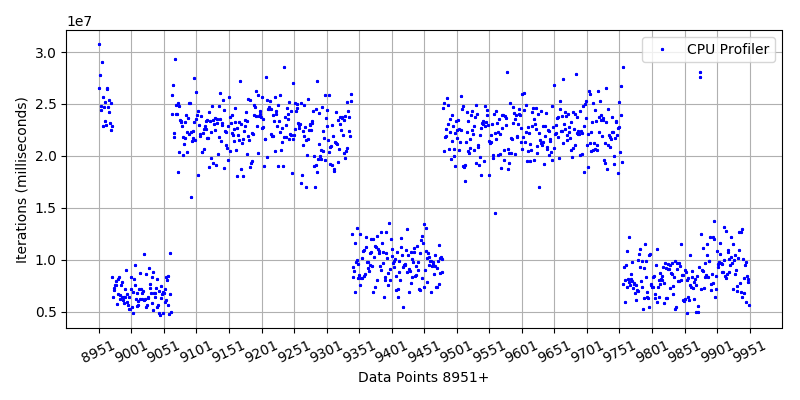 1e7
CPU Profiler
3.0
2.5
2.0
1.5
1.0
0.5
Iterations (milliseconds)
8951 9001 9051 9101 9151 9201 9251 9301 9351 9401 9451 9501 9551 9601 9651 9701 9751 9801 9851 9901 9951
Data Points 8951+